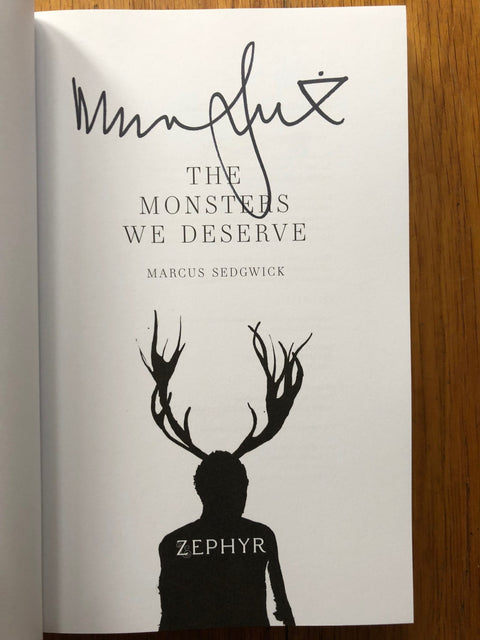 THE
MONSTERS
WE DESERVE
MARCUS SEDGWICK
ZEPHYR